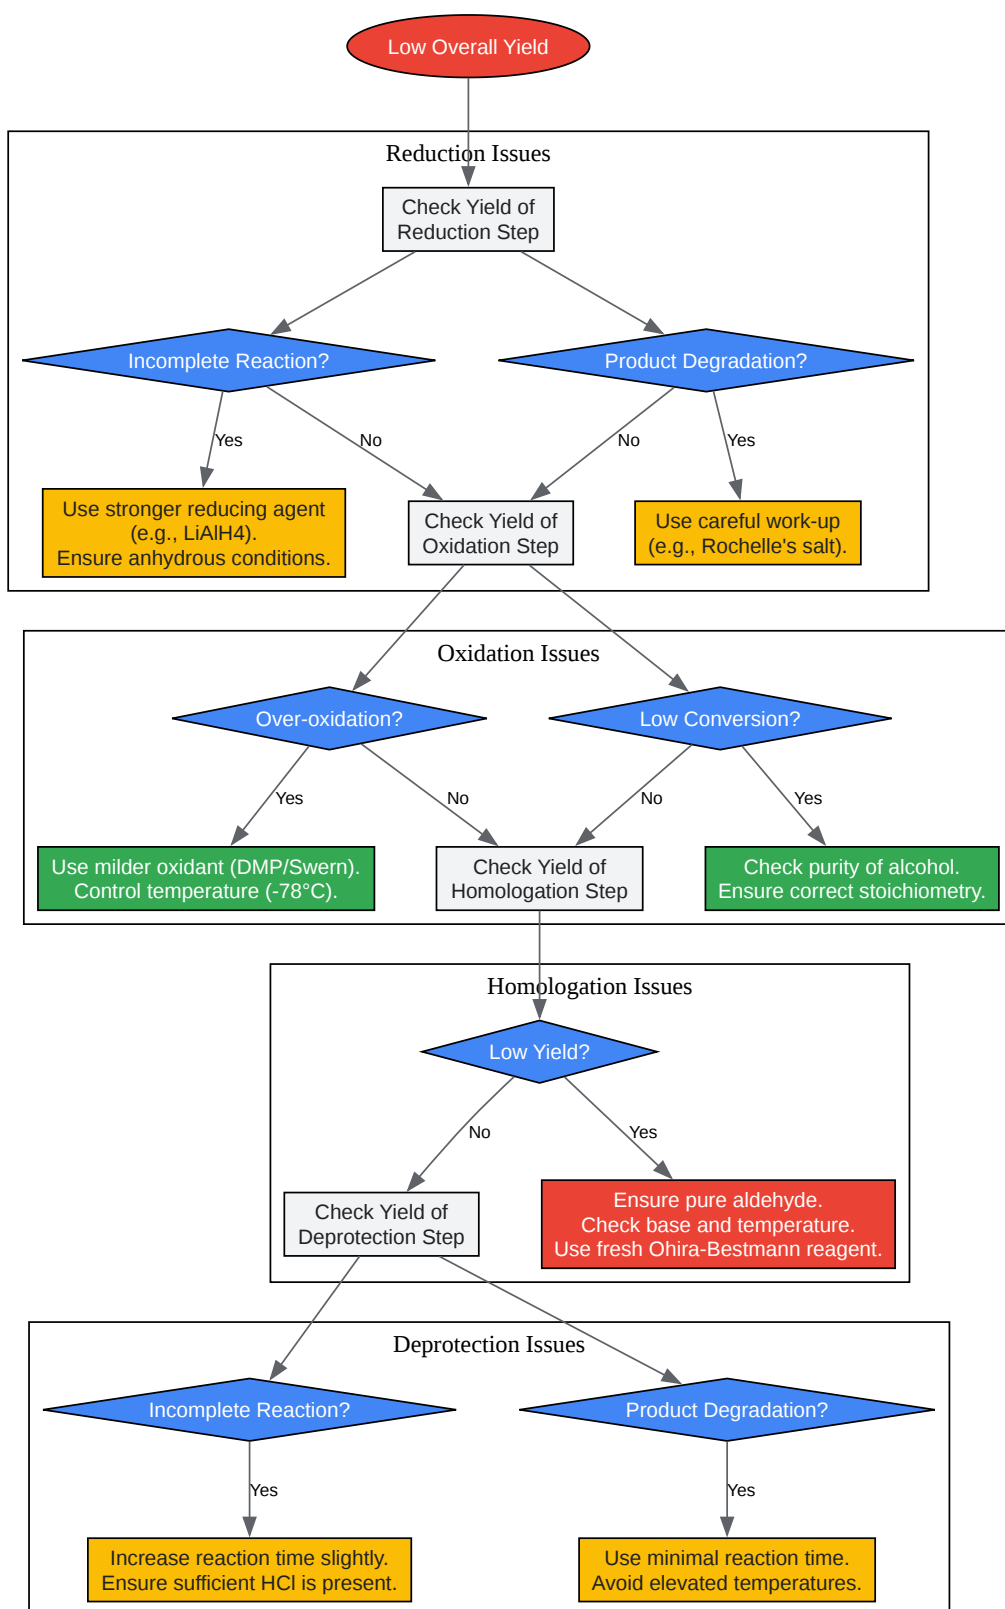 Low Overall Yield
Reduction Issues
Check Yield of
Reduction Step
Incomplete Reaction?
Product Degradation?
Yes
No
No
Yes
Use stronger reducing agent
(e.g., LiAlH4).
Ensure anhydrous conditions.
Check Yield of
Oxidation Step
Use careful work-up
(e.g., Rochelle's salt).
Oxidation Issues
Over-oxidation?
Low Conversion?
Yes
No
No
Yes
Use milder oxidant (DMP/Swern).
Control temperature (-78°C).
Check Yield of
Homologation Step
Check purity of alcohol.
Ensure correct stoichiometry.
Homologation Issues
Low Yield?
No
Yes
Check Yield of
Deprotection Step
Ensure pure aldehyde.
Check base and temperature.
Use fresh Ohira-Bestmann reagent.
Deprotection Issues
Incomplete Reaction?
Product Degradation?
Yes
Yes
Increase reaction time slightly.
Ensure sufficient HCl is present.
Use minimal reaction time.
Avoid elevated temperatures.